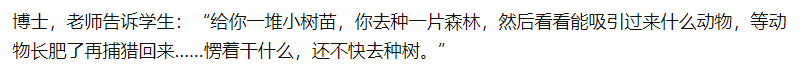 博士，老师告诉学生：“给你一堆小树苗，你去种一片森林，然后看看能吸引过来什么动物，等动
物长肥了再捕猎回来......愣着干什么，还不快去种树。”